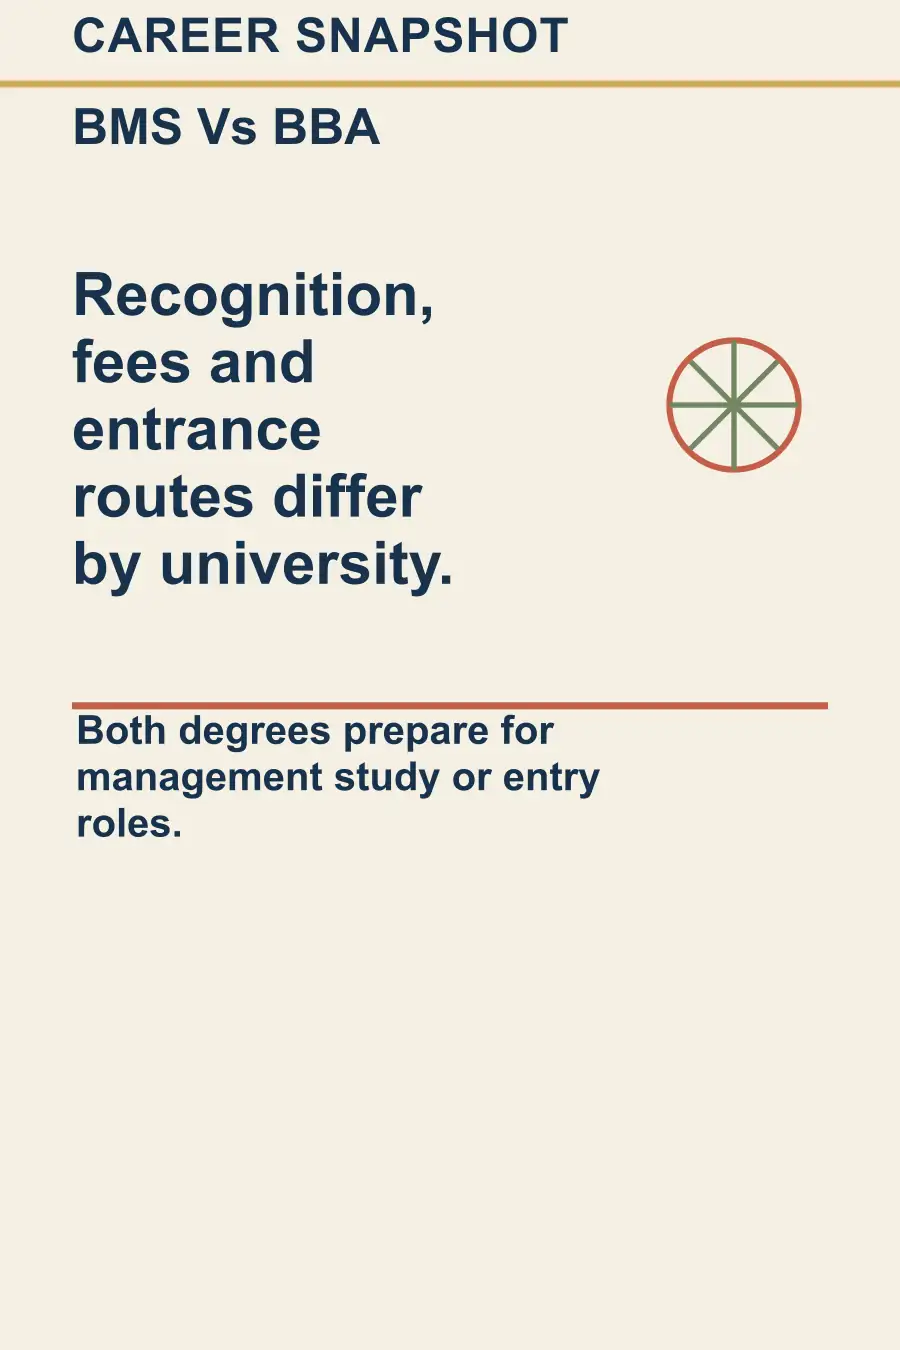 CAREER SNAPSHOT
BMS Vs BBA
Recognition,
fees and
entrance
routes differ
by university.
Both degrees prepare for
management study or entry
roles.